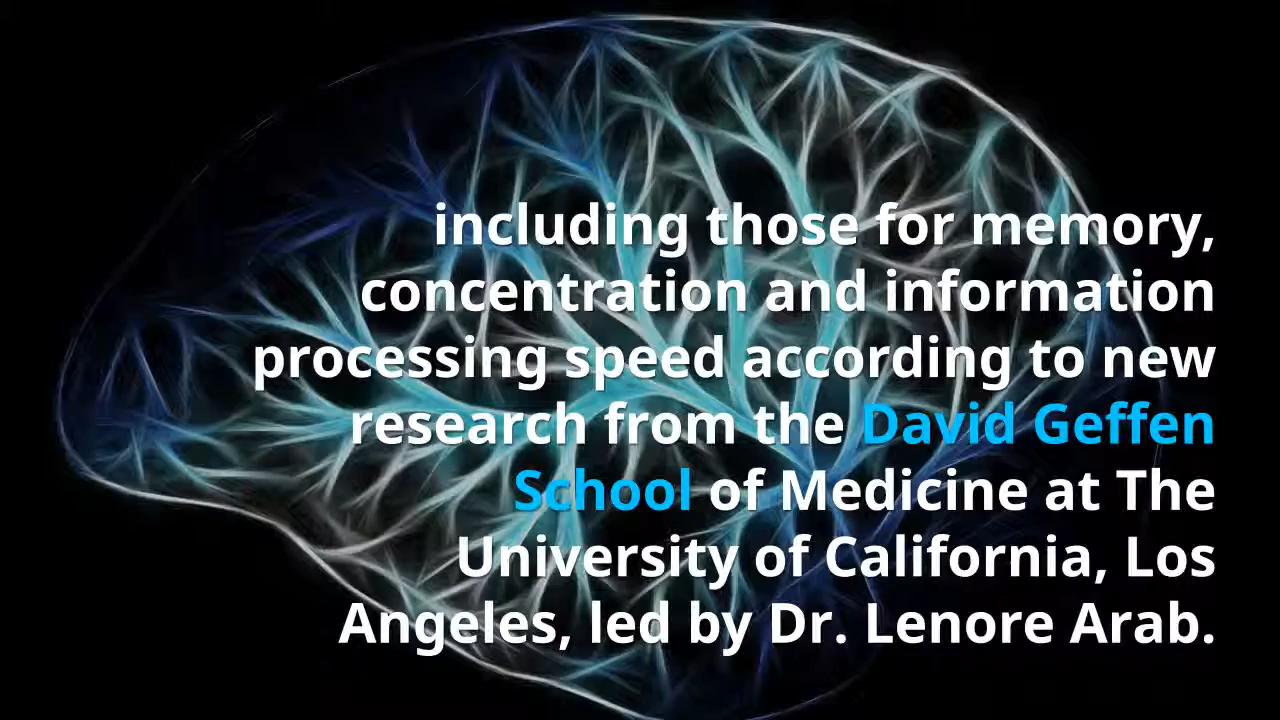 including those for memory,
concentration and information
processing speed according to new
research from the David Geffen
School of Medicine at The
University of California, Los
Angeles, led by Dr. Lenore Arab.